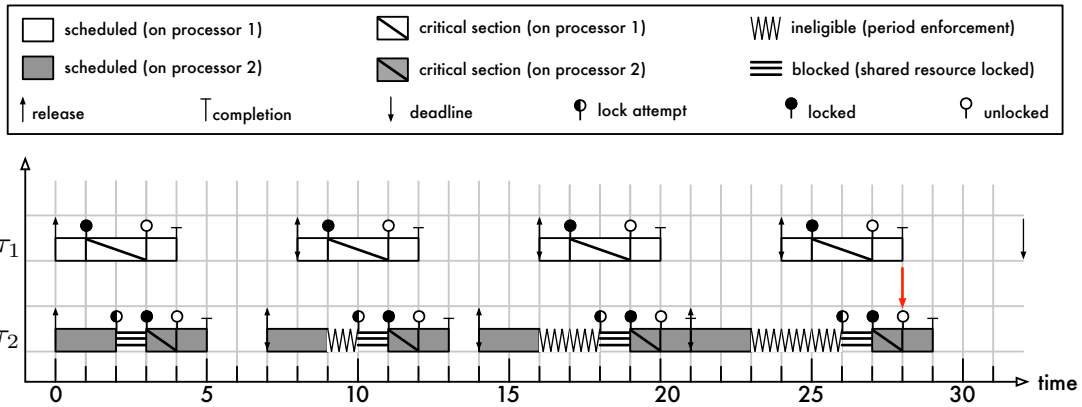 scheduled (on processor 1) critical section (on processor 1) ineligible (period enforcement)
scheduled (on processor 2) critical section (on processor 2) blocked (shared resource locked)
release completion deadline lock attempt locked unlocked
T1
T2
0 5 10 15 20 25 30 time